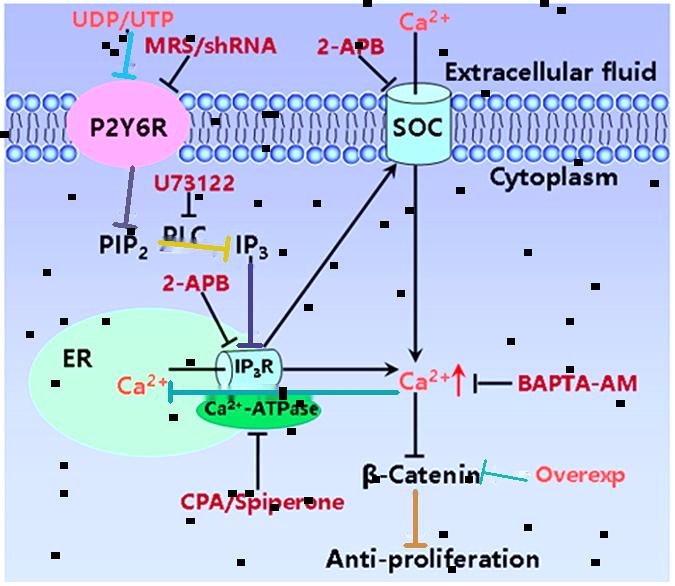 UDP/UTP
Ca²⁺
MRS/shRNA
2-APB
Extracellular fluid
P2Y6R
SOC
Cytoplasm
U73122
PLC
PIP₂
IP₃
2-APB
ER
IP₃R
Ca²⁺
Ca²⁺
BAPTA-AM
Ca²⁺-ATPase
β-Catenin
Overexp
CPA/Spiperone
Anti-proliferation